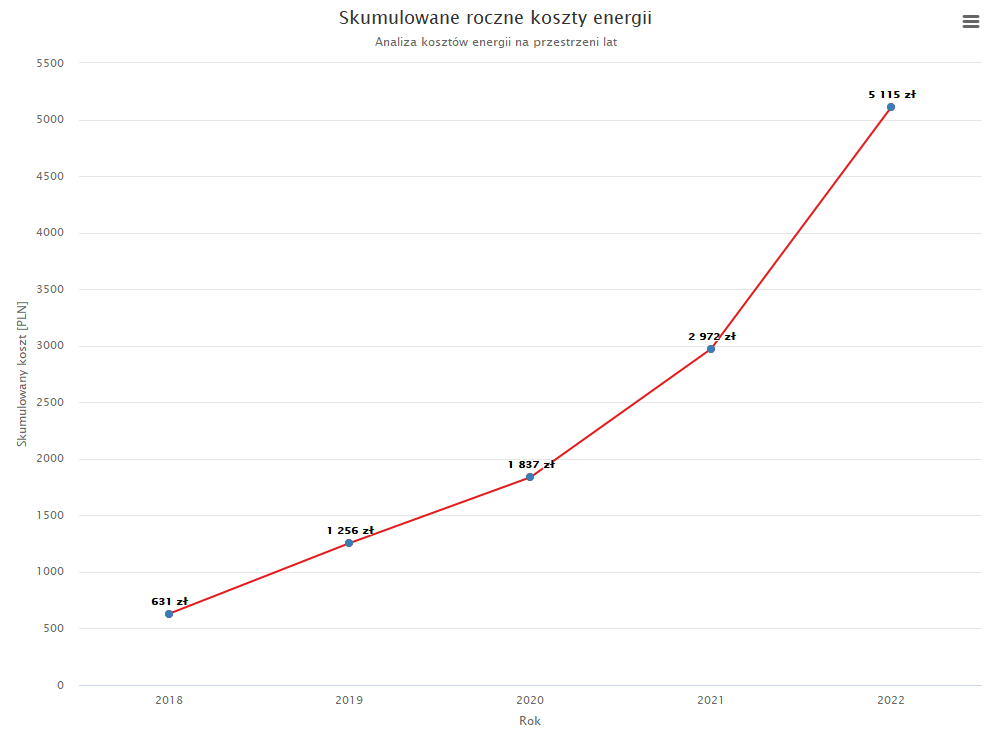 Skumulowane roczne koszty energii
Analiza kosztów energii na przestrzeni lat
5500
5000
4500
4000
3500
3000
2500
2000
1500
1000
500
0
Skumulowany koszt [PLN]
631 zł
1 256 zł
1 837 zł
2 972 zł
5 115 zł
2018
2019
2020
2021
2022
Rok